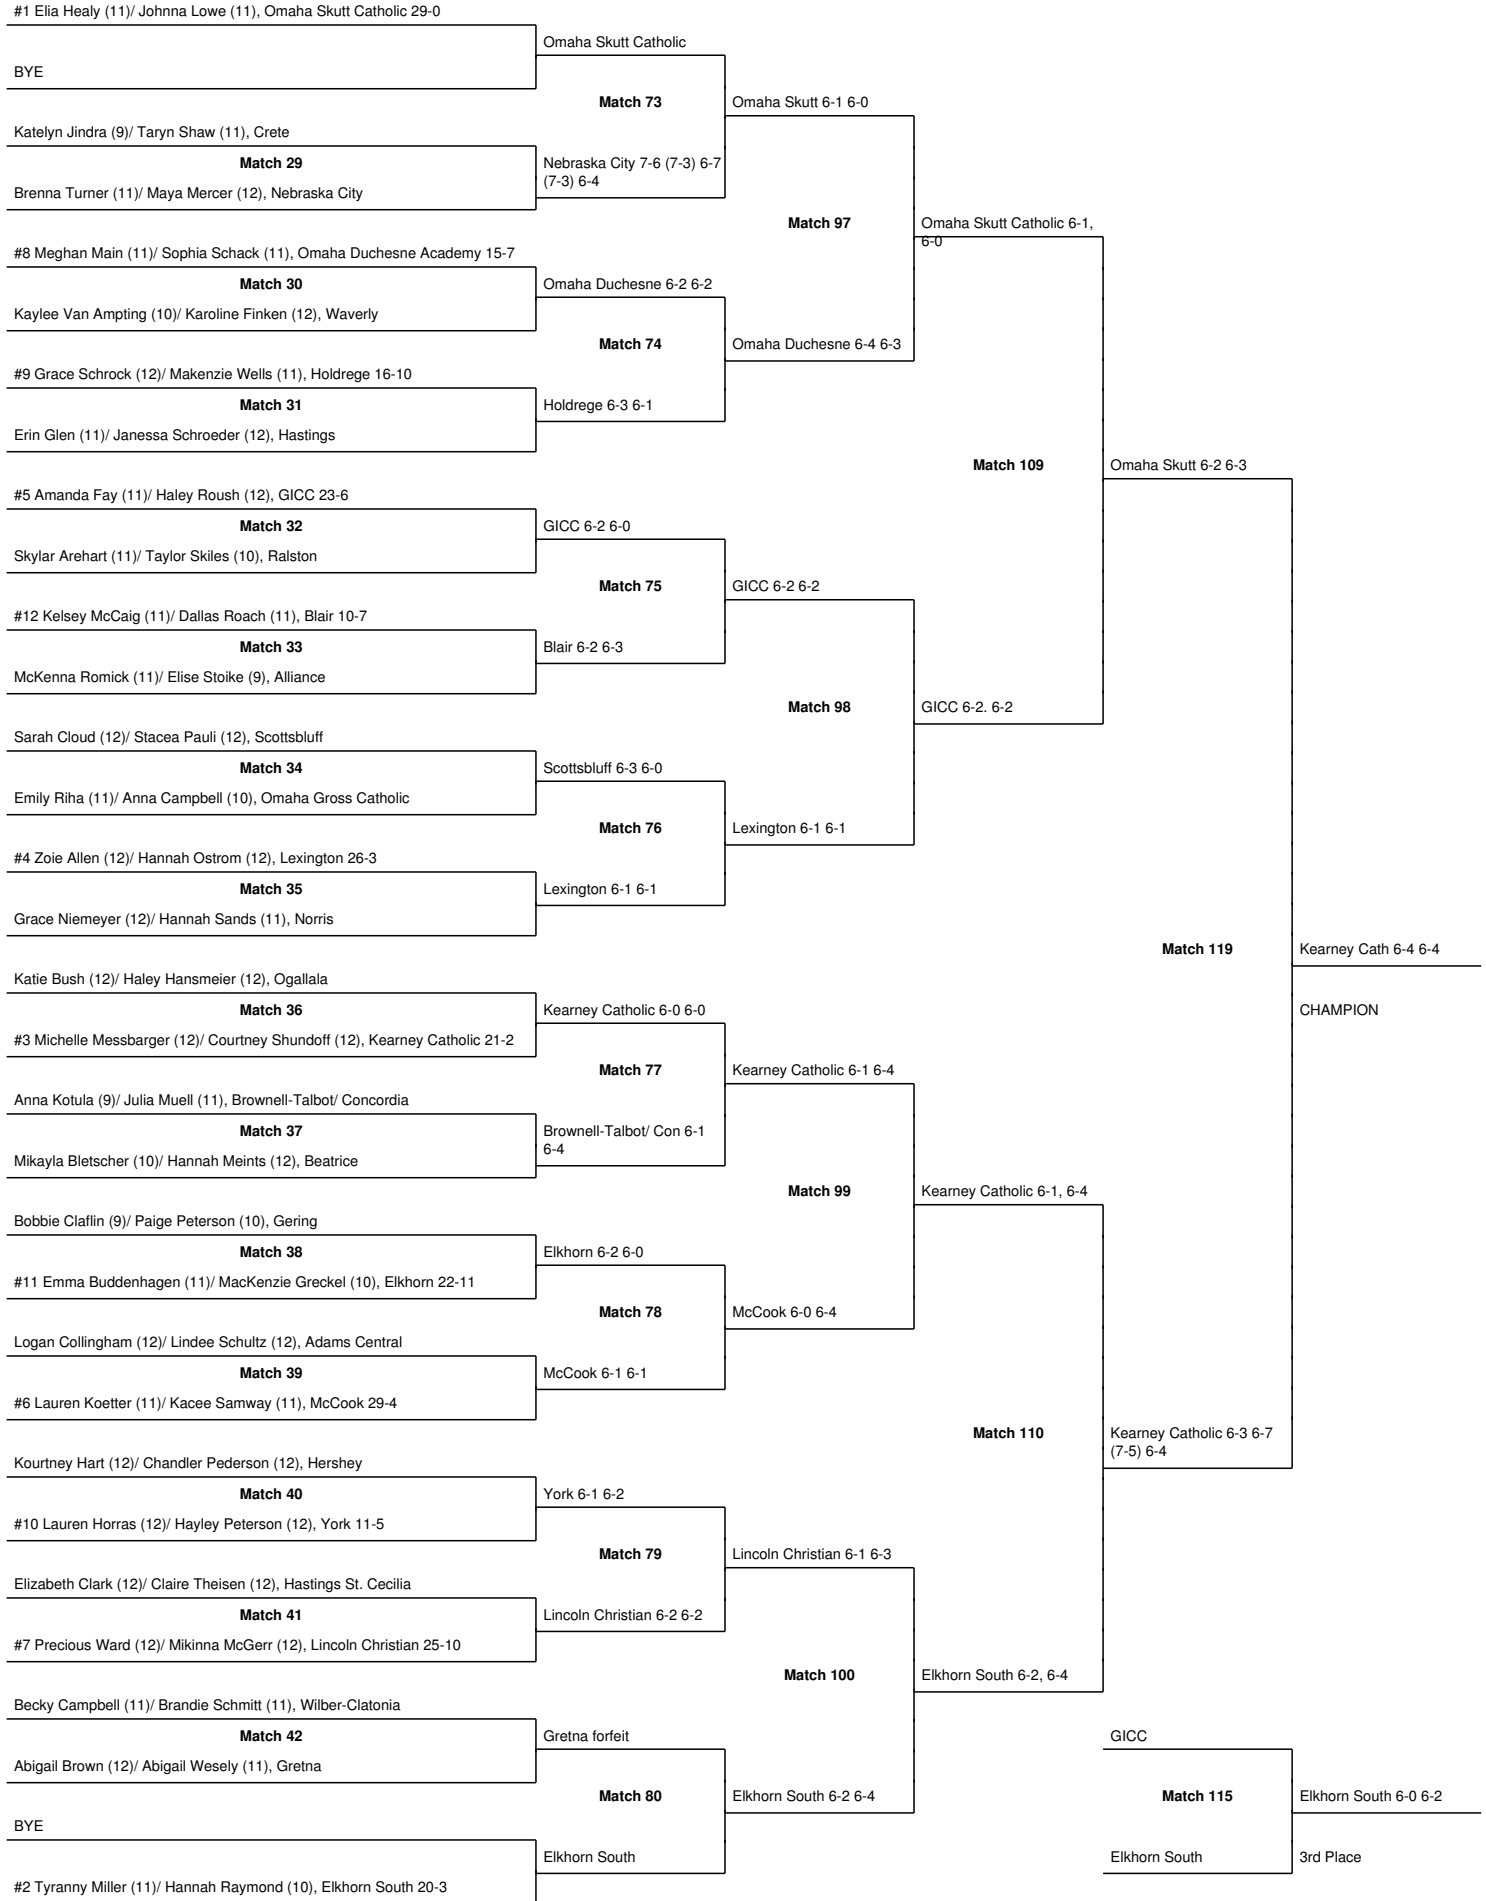 #1 Elia Healy (11)/ Johnna Lowe (11), Omaha Skutt Catholic 29-0
Omaha Skutt Catholic
BYE
Match 73
Omaha Skutt 6-1 6-0
Katelyn Jindra (9)/ Taryn Shaw (11), Crete
Match 29
Nebraska City 7-6 (7-3) 6-7
(7-3) 6-4
Brenna Turner (11)/ Maya Mercer (12), Nebraska City
Match 97
Omaha Skutt Catholic 6-1,
6-0
#8 Meghan Main (11)/ Sophia Schack (11), Omaha Duchesne Academy 15-7
Match 30
Omaha Duchesne 6-2 6-2
Kaylee Van Ampting (10)/ Karoline Finken (12), Waverly
Match 74
Omaha Duchesne 6-4 6-3
#9 Grace Schrock (12)/ Makenzie Wells (11), Holdrege 16-10
Match 31
Holdrege 6-3 6-1
Erin Glen (11)/ Janessa Schroeder (12), Hastings
Match 109
Omaha Skutt 6-2 6-3
#5 Amanda Fay (11)/ Haley Roush (12), GICC 23-6
Match 32
GICC 6-2 6-0
Skylar Arehart (11)/ Taylor Skiles (10), Ralston
Match 75
GICC 6-2 6-2
#12 Kelsey McCaig (11)/ Dallas Roach (11), Blair 10-7
Match 33
Blair 6-2 6-3
McKenna Romick (11)/ Elise Stoike (9), Alliance
Match 98
GICC 6-2. 6-2
Sarah Cloud (12)/ Stacea Pauli (12), Scottsbluff
Match 34
Scottsbluff 6-3 6-0
Emily Riha (11)/ Anna Campbell (10), Omaha Gross Catholic
Match 76
Lexington 6-1 6-1
#4 Zoie Allen (12)/ Hannah Ostrom (12), Lexington 26-3
Match 35
Lexington 6-1 6-1
Grace Niemeyer (12)/ Hannah Sands (11), Norris
Match 119
Kearney Cath 6-4 6-4
Katie Bush (12)/ Haley Hansmeier (12), Ogallala
Match 36
Kearney Catholic 6-0 6-0
CHAMPION
#3 Michelle Messbarger (12)/ Courtney Shundoff (12), Kearney Catholic 21-2
Match 77
Kearney Catholic 6-1 6-4
Anna Kotula (9)/ Julia Muell (11), Brownell-Talbot/ Concordia
Match 37
Brownell-Talbot/ Con 6-1
6-4
Mikayla Bletscher (10)/ Hannah Meints (12), Beatrice
Match 99
Kearney Catholic 6-1, 6-4
Bobbie Claflin (9)/ Paige Peterson (10), Gering
Match 38
Elkhorn 6-2 6-0
#11 Emma Buddenhagen (11)/ MacKenzie Greckel (10), Elkhorn 22-11
Match 78
McCook 6-0 6-4
Logan Collingham (12)/ Lindee Schultz (12), Adams Central
Match 39
McCook 6-1 6-1
#6 Lauren Koetter (11)/ Kacee Samway (11), McCook 29-4
Match 110
Kearney Catholic 6-3 6-7
(7-5) 6-4
Kourtney Hart (12)/ Chandler Pederson (12), Hershey
Match 40
York 6-1 6-2
#10 Lauren Horras (12)/ Hayley Peterson (12), York 11-5
Match 79
Lincoln Christian 6-1 6-3
Elizabeth Clark (12)/ Claire Theisen (12), Hastings St. Cecilia
Match 41
Lincoln Christian 6-2 6-2
#7 Precious Ward (12)/ Mikinna McGerr (12), Lincoln Christian 25-10
Match 100
Elkhorn South 6-2, 6-4
Becky Campbell (11)/ Brandie Schmitt (11), Wilber-Clatonia
Match 42
Gretna forfeit
GICC
Abigail Brown (12)/ Abigail Wesely (11), Gretna
Match 80
Elkhorn South 6-2 6-4
Match 115
Elkhorn South 6-0 6-2
BYE
Elkhorn South
Elkhorn South
3rd Place
#2 Tyranny Miller (11)/ Hannah Raymond (10), Elkhorn South 20-3